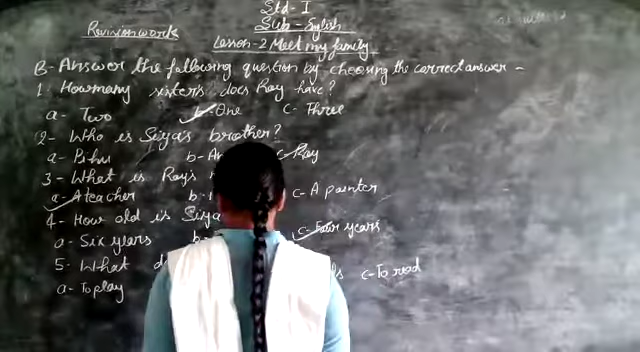 Std - I
Revision work
Sub - English
Lesson - 2 Meet my family
B - Answer the following question by choosing the correct answer -
1. How many sisters does Ray have?
a - Two b - One c - Three
2 - Who is Siya's brother?
a - Pihu b - c - Ray
3 - What is Ray's
a - A teacher b - c - A painter
4 - How old is Siya
a - Six years b - c - Four years
5 - What
a - To play c - To read